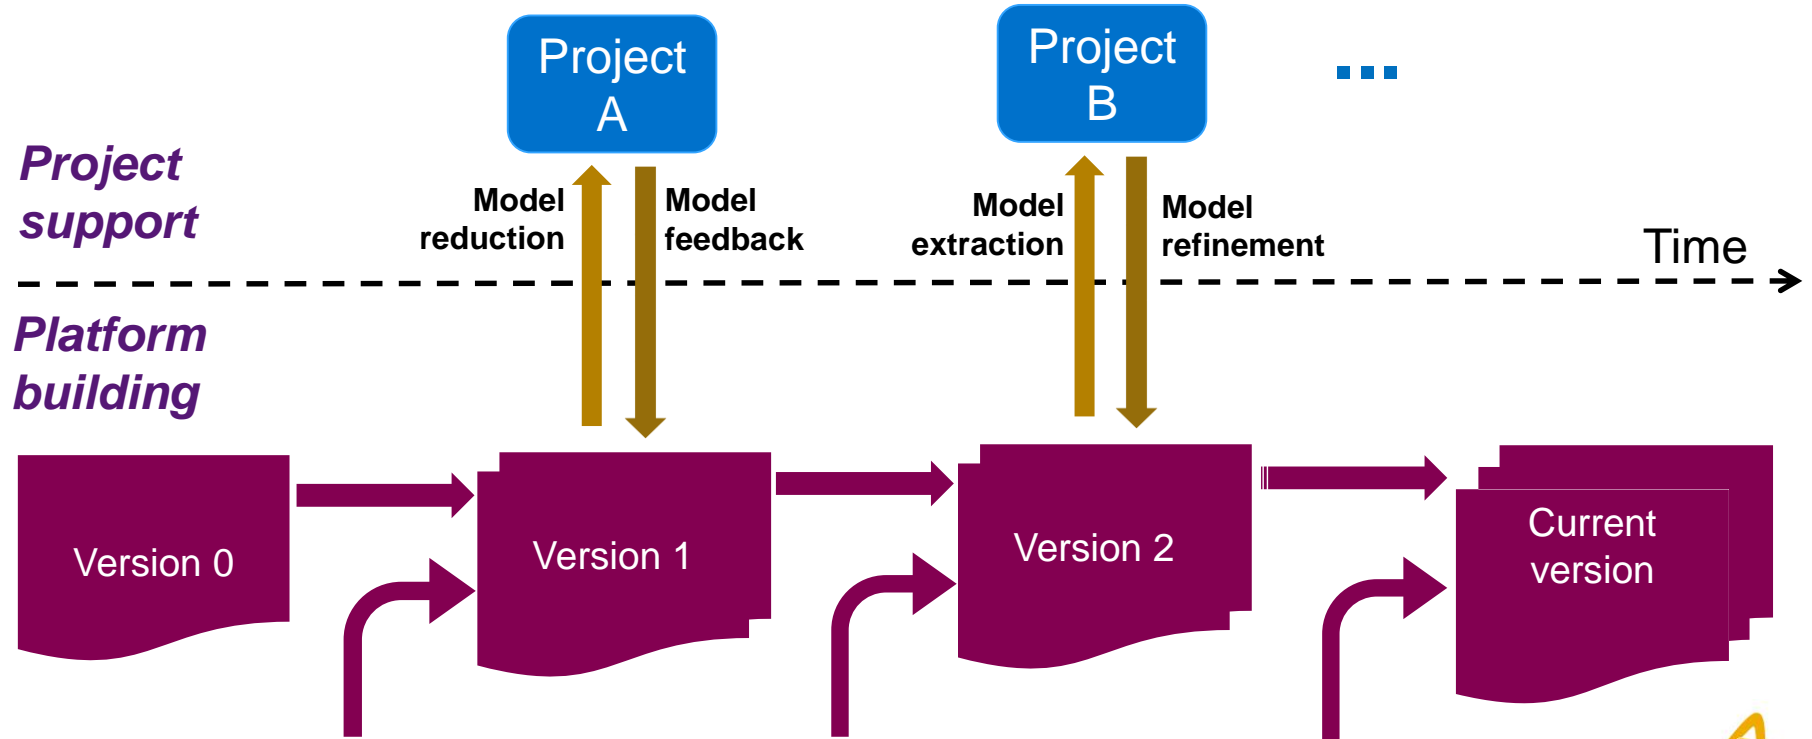 Project
A
Project
B
Project
support
Model
reduction
Model
feedback
Model
extraction
Model
refinement
Time
Platform
building
Version 0
Version 1
Version 2
Current
version